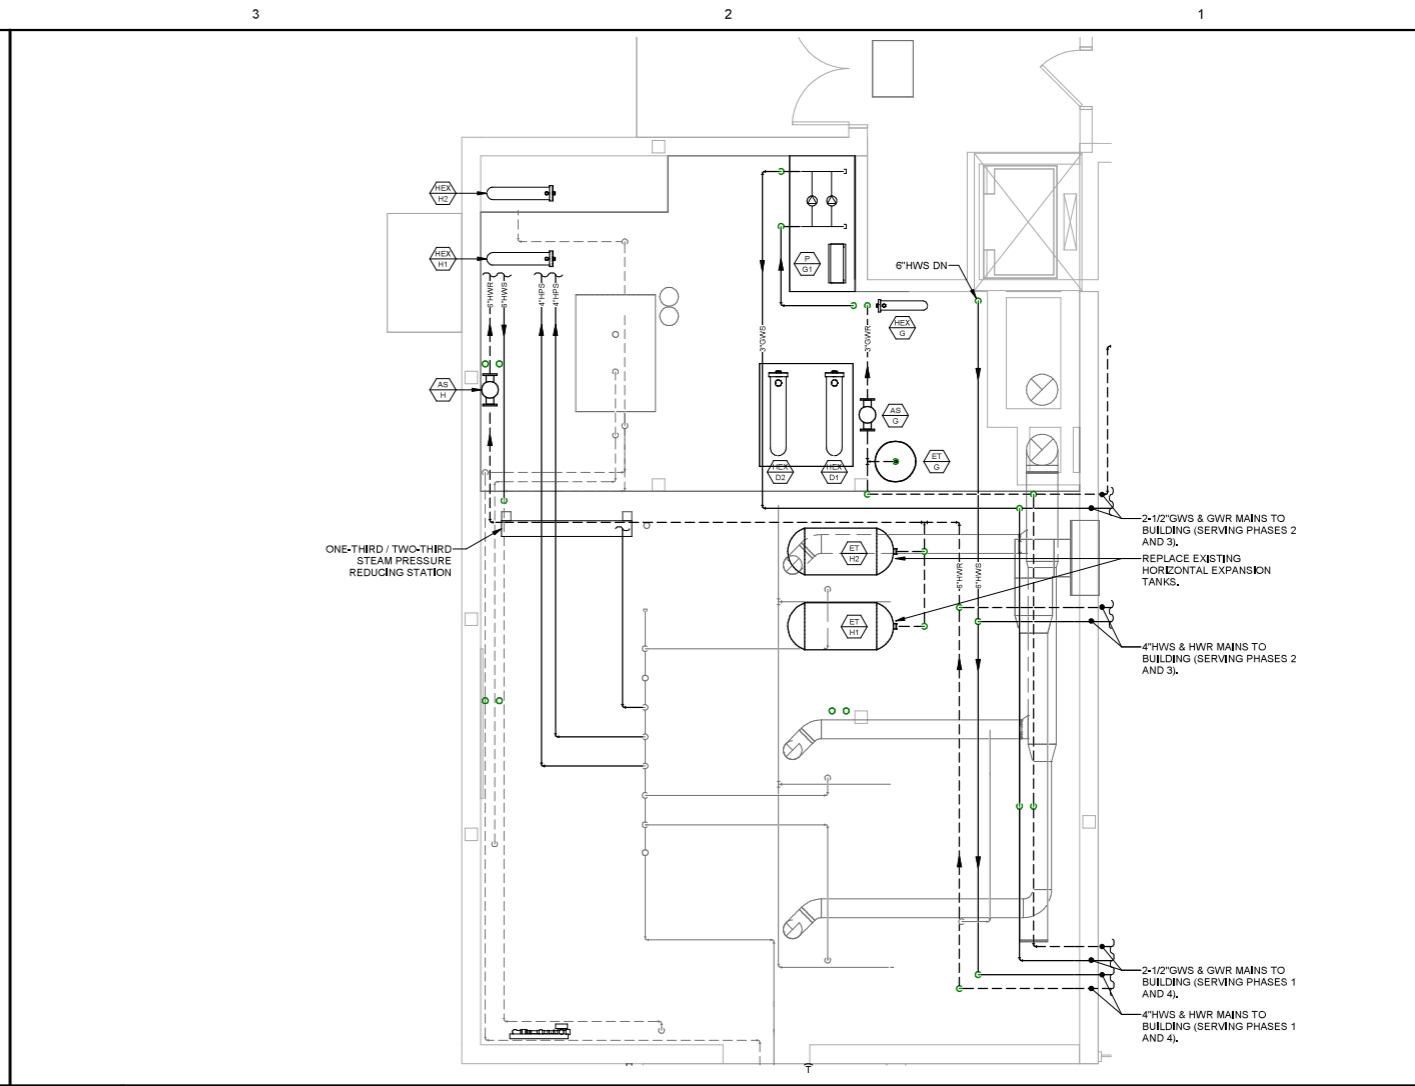 3
2
1
HEX
H2
HEX
H1
6"HWR
6"HWS
4"HPS
4"HPS
P
G1
6"HWS DN
3"GWS
3"GWR
HEX
G
AS
H
AS
G
ET
G
HEX
D2
HEX
D1
ONE-THIRD / TWO-THIRD
STEAM PRESSURE
REDUCING STATION
ET
H2
ET
H1
6"HWR
6"HWS
2-1/2"GWS & GWR MAINS TO
BUILDING (SERVING PHASES 2
AND 3).
REPLACE EXISTING
HORIZONTAL EXPANSION
TANKS.
4"HWS & HWR MAINS TO
BUILDING (SERVING PHASES 2
AND 3).
2-1/2"GWS & GWR MAINS TO
BUILDING (SERVING PHASES 1
AND 4).
4"HWS & HWR MAINS TO
BUILDING (SERVING PHASES 1
AND 4).
T